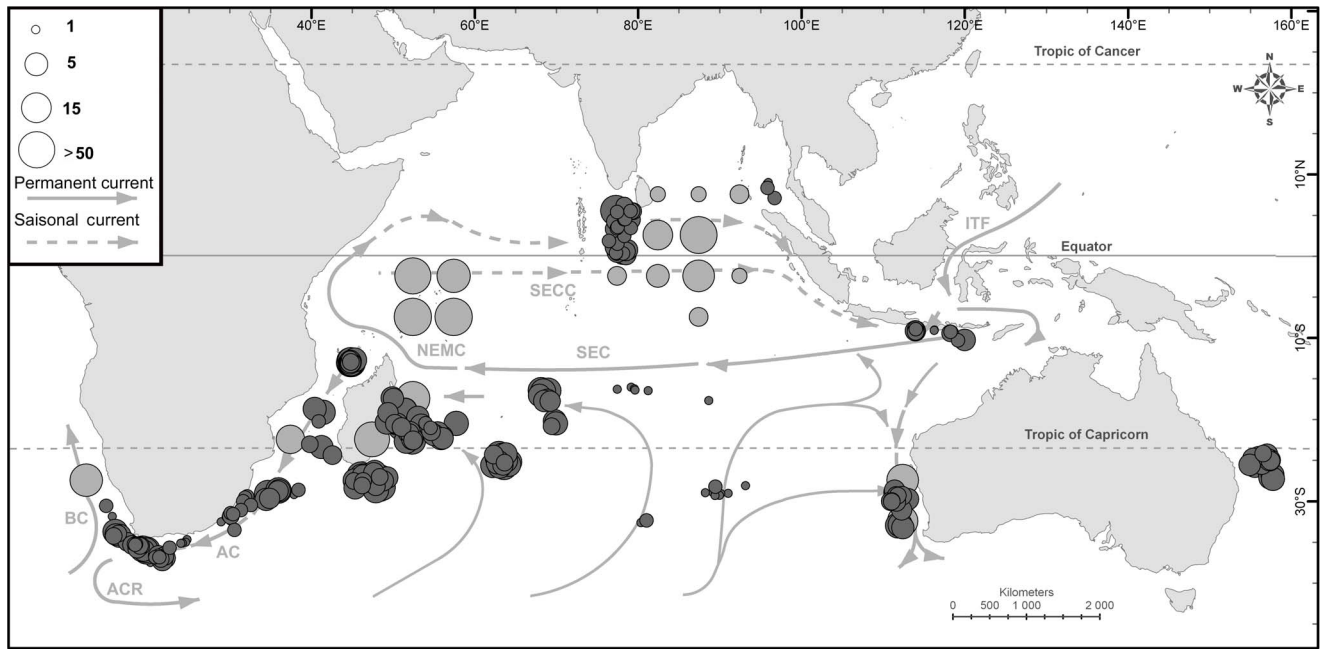 40°E 60°E 80°E 100°E 120°E 140°E 160°E
1
5
15
>50
Permanent current
Saisonal current
Tropic of Cancer
N
W E
S
10°N
ITF
Equator
SECC
NEMC
SEC
10°S
Tropic of Capricorn
30°S
BC
AC
ACR
Kilometers
0 500 1 000 2 000